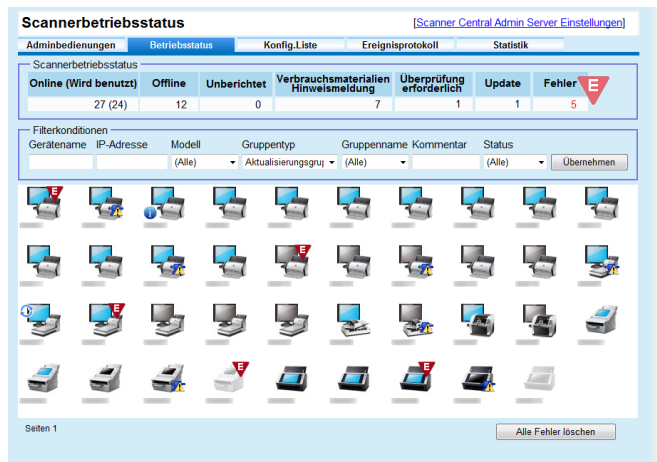 Scannerbetriebsstatus
[Scanner Central Admin Server Einstellungen]
Adminbedienungen Betriebsstatus Konfig.Liste Ereignisprotokoll Statistik
Scannerbetriebsstatus
Online (Wird benutzt) Offline Unberichtet Verbrauchsmaterialien Hinweismeldung Überprüfung erforderlich Update Fehler E
27 (24) 12 0 7 1 1 5
Filterkonditionen
Gerätename IP-Adresse Modell Gruppentyp Gruppenname Kommentar Status
(Alle) Aktualisierungsgruj (Alle) (Alle) Übernehmen
E
i
E
E
E
E
Seiten 1
Alle Fehler löschen